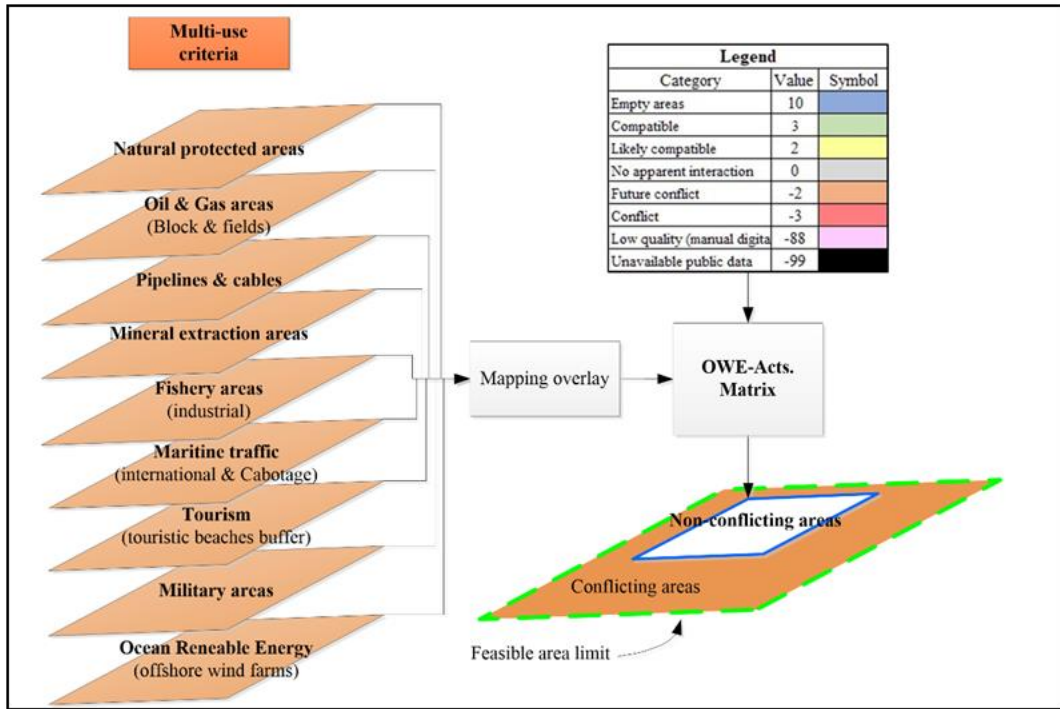 Multi-use
criteria
Natural protected areas
Oil & Gas areas
(Block & fields)
Pipelines & cables
Mineral extraction areas
Fishery areas
(industrial)
Maritine traffic
(international & Cabotage)
Tourism
(touristic beaches buffer)
Military areas
Ocean Reneable Energy
(offshore wind farms)
Mapping overlay
Legend
Category Value Symbol
Empty areas 10
Compatible 3
Likely compatible 2
No apparent interaction 0
Future conflict -2
Conflict -3
Low quality (manual digita -88
Unavailable public data -99
OWE-Acts.
Matrix
Non-conflicting areas
Conflicting areas
Feasible area limit